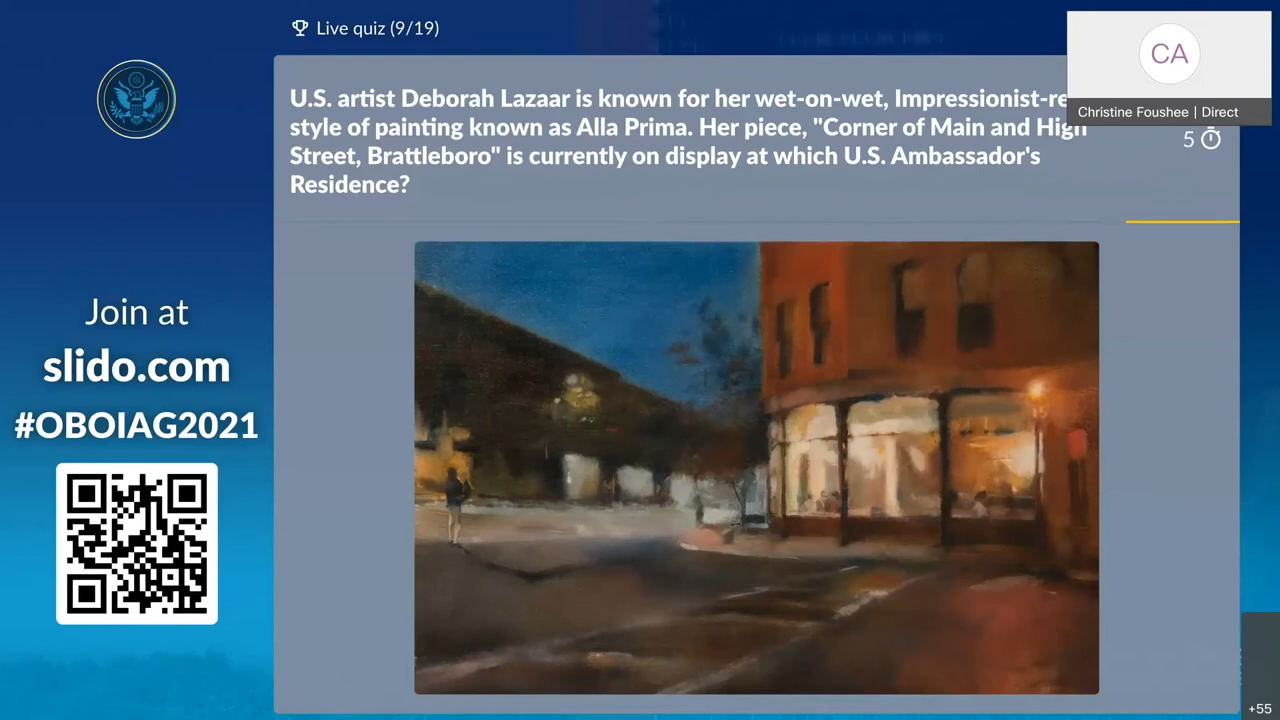 Live quiz (9/19)
U.S. artist Deborah Lazaar is known for her wet-on-wet, Impressionist-re
style of painting known as Alla Prima. Her piece, "Corner of Main and High
Street, Brattleboro" is currently on display at which U.S. Ambassador's
Residence?
CA
Christine Foushee | Direct
5
Join at
slido.com
#OBOIAG2021
+55